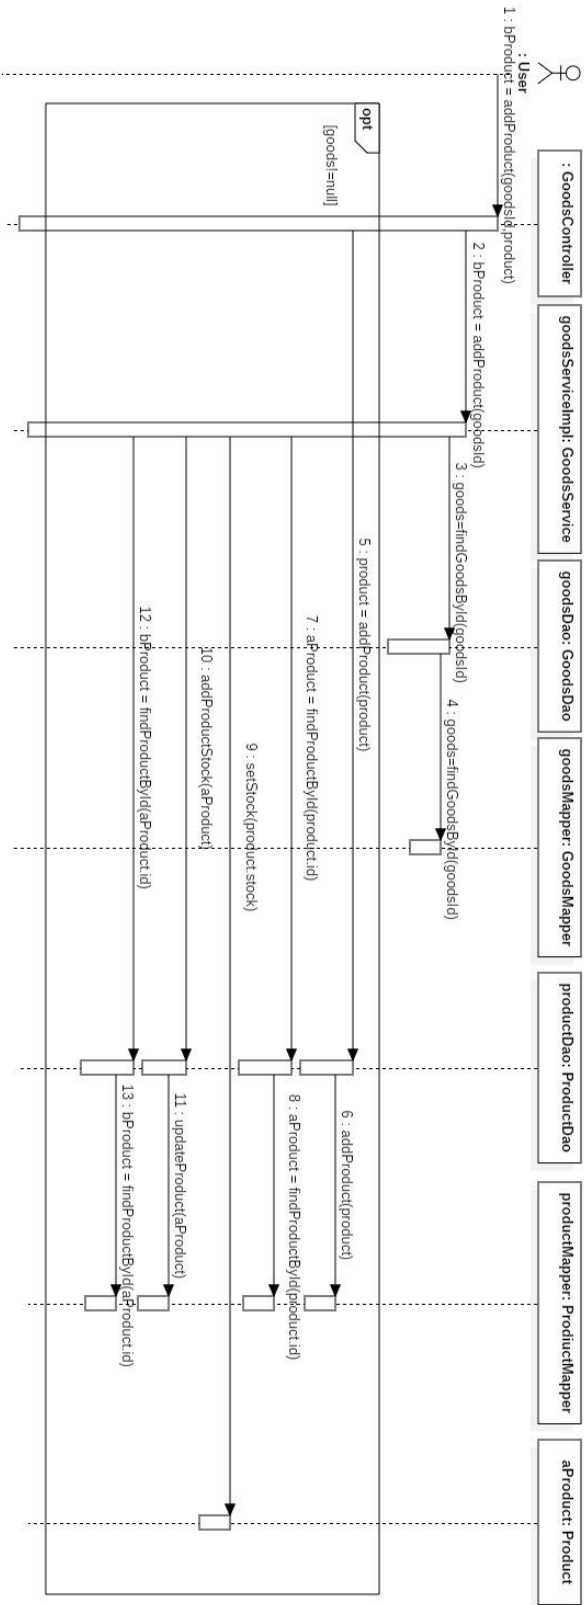 : User
: GoodsController
goodsServiceImpl: GoodsService
goodsDao: GoodsDao
goodsMapper: GoodsMapper
productDao: ProductDao
productMapper: ProdiuctMapper
aProduct: Product
1 : bProduct = addProduct(goodsId,product)
2 : bProduct = addProduct(goodsId)
3 : goods=findGoodsById(goodsId)
4 : goods=findGoodsById(goodsId)
opt
[goods!=null]
5 : product = addProduct(product)
6 : addProduct(product)
7 : aProduct = findProductById(product.id)
8 : aProduct = findProductById(product.id)
9 : setStock(product.stock)
10 : addProductStock(aProduct)
11 : updateProduct(aProduct)
12 : bProduct = findProductById(aProduct.id)
13 : bProduct = findProductById(aProduct.id)